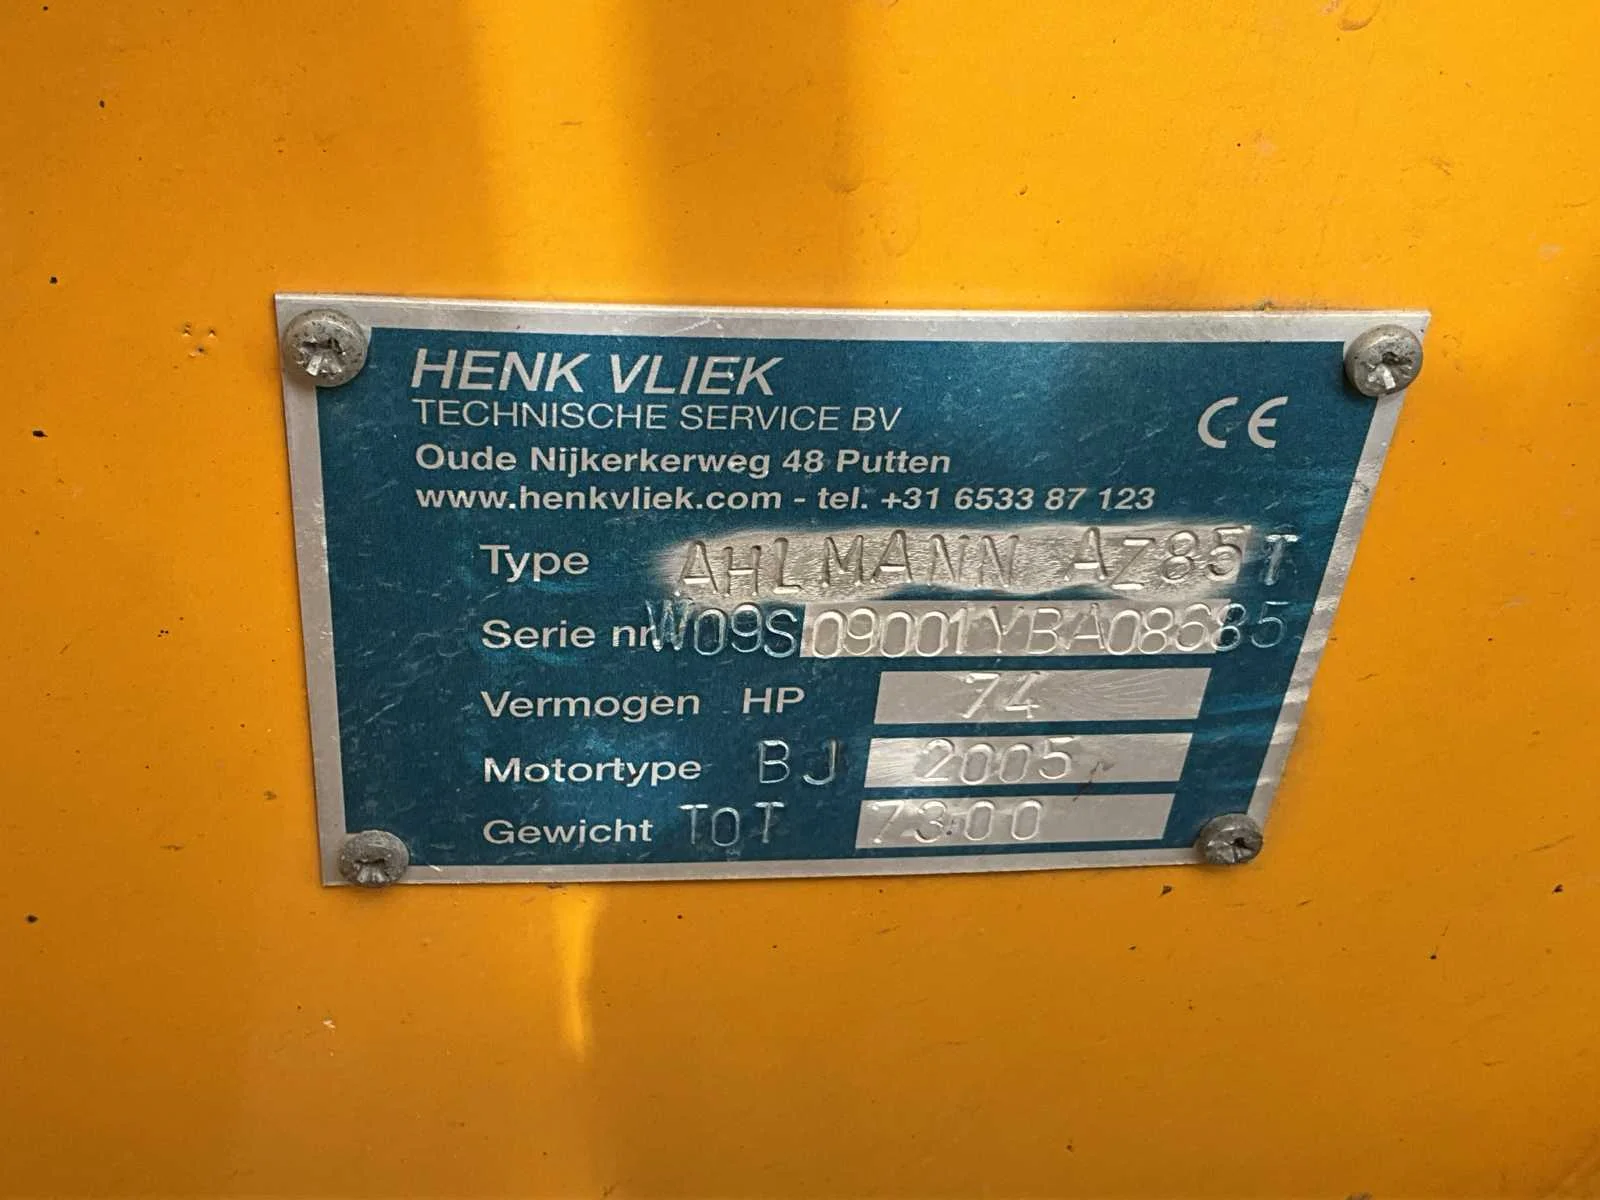 HENK VLIEK
TECHNISCHE SERVICE BV
CE
Oude Nijkerkerweg 48 Putten
www.henkvliek.com - tel. +31 6533 87 123
Type AHLMANN AZ85T
Serie nr. W09S09001YBA08685
Vermogen HP 74
Motortype BJ 2005
Gewicht TOT 7300